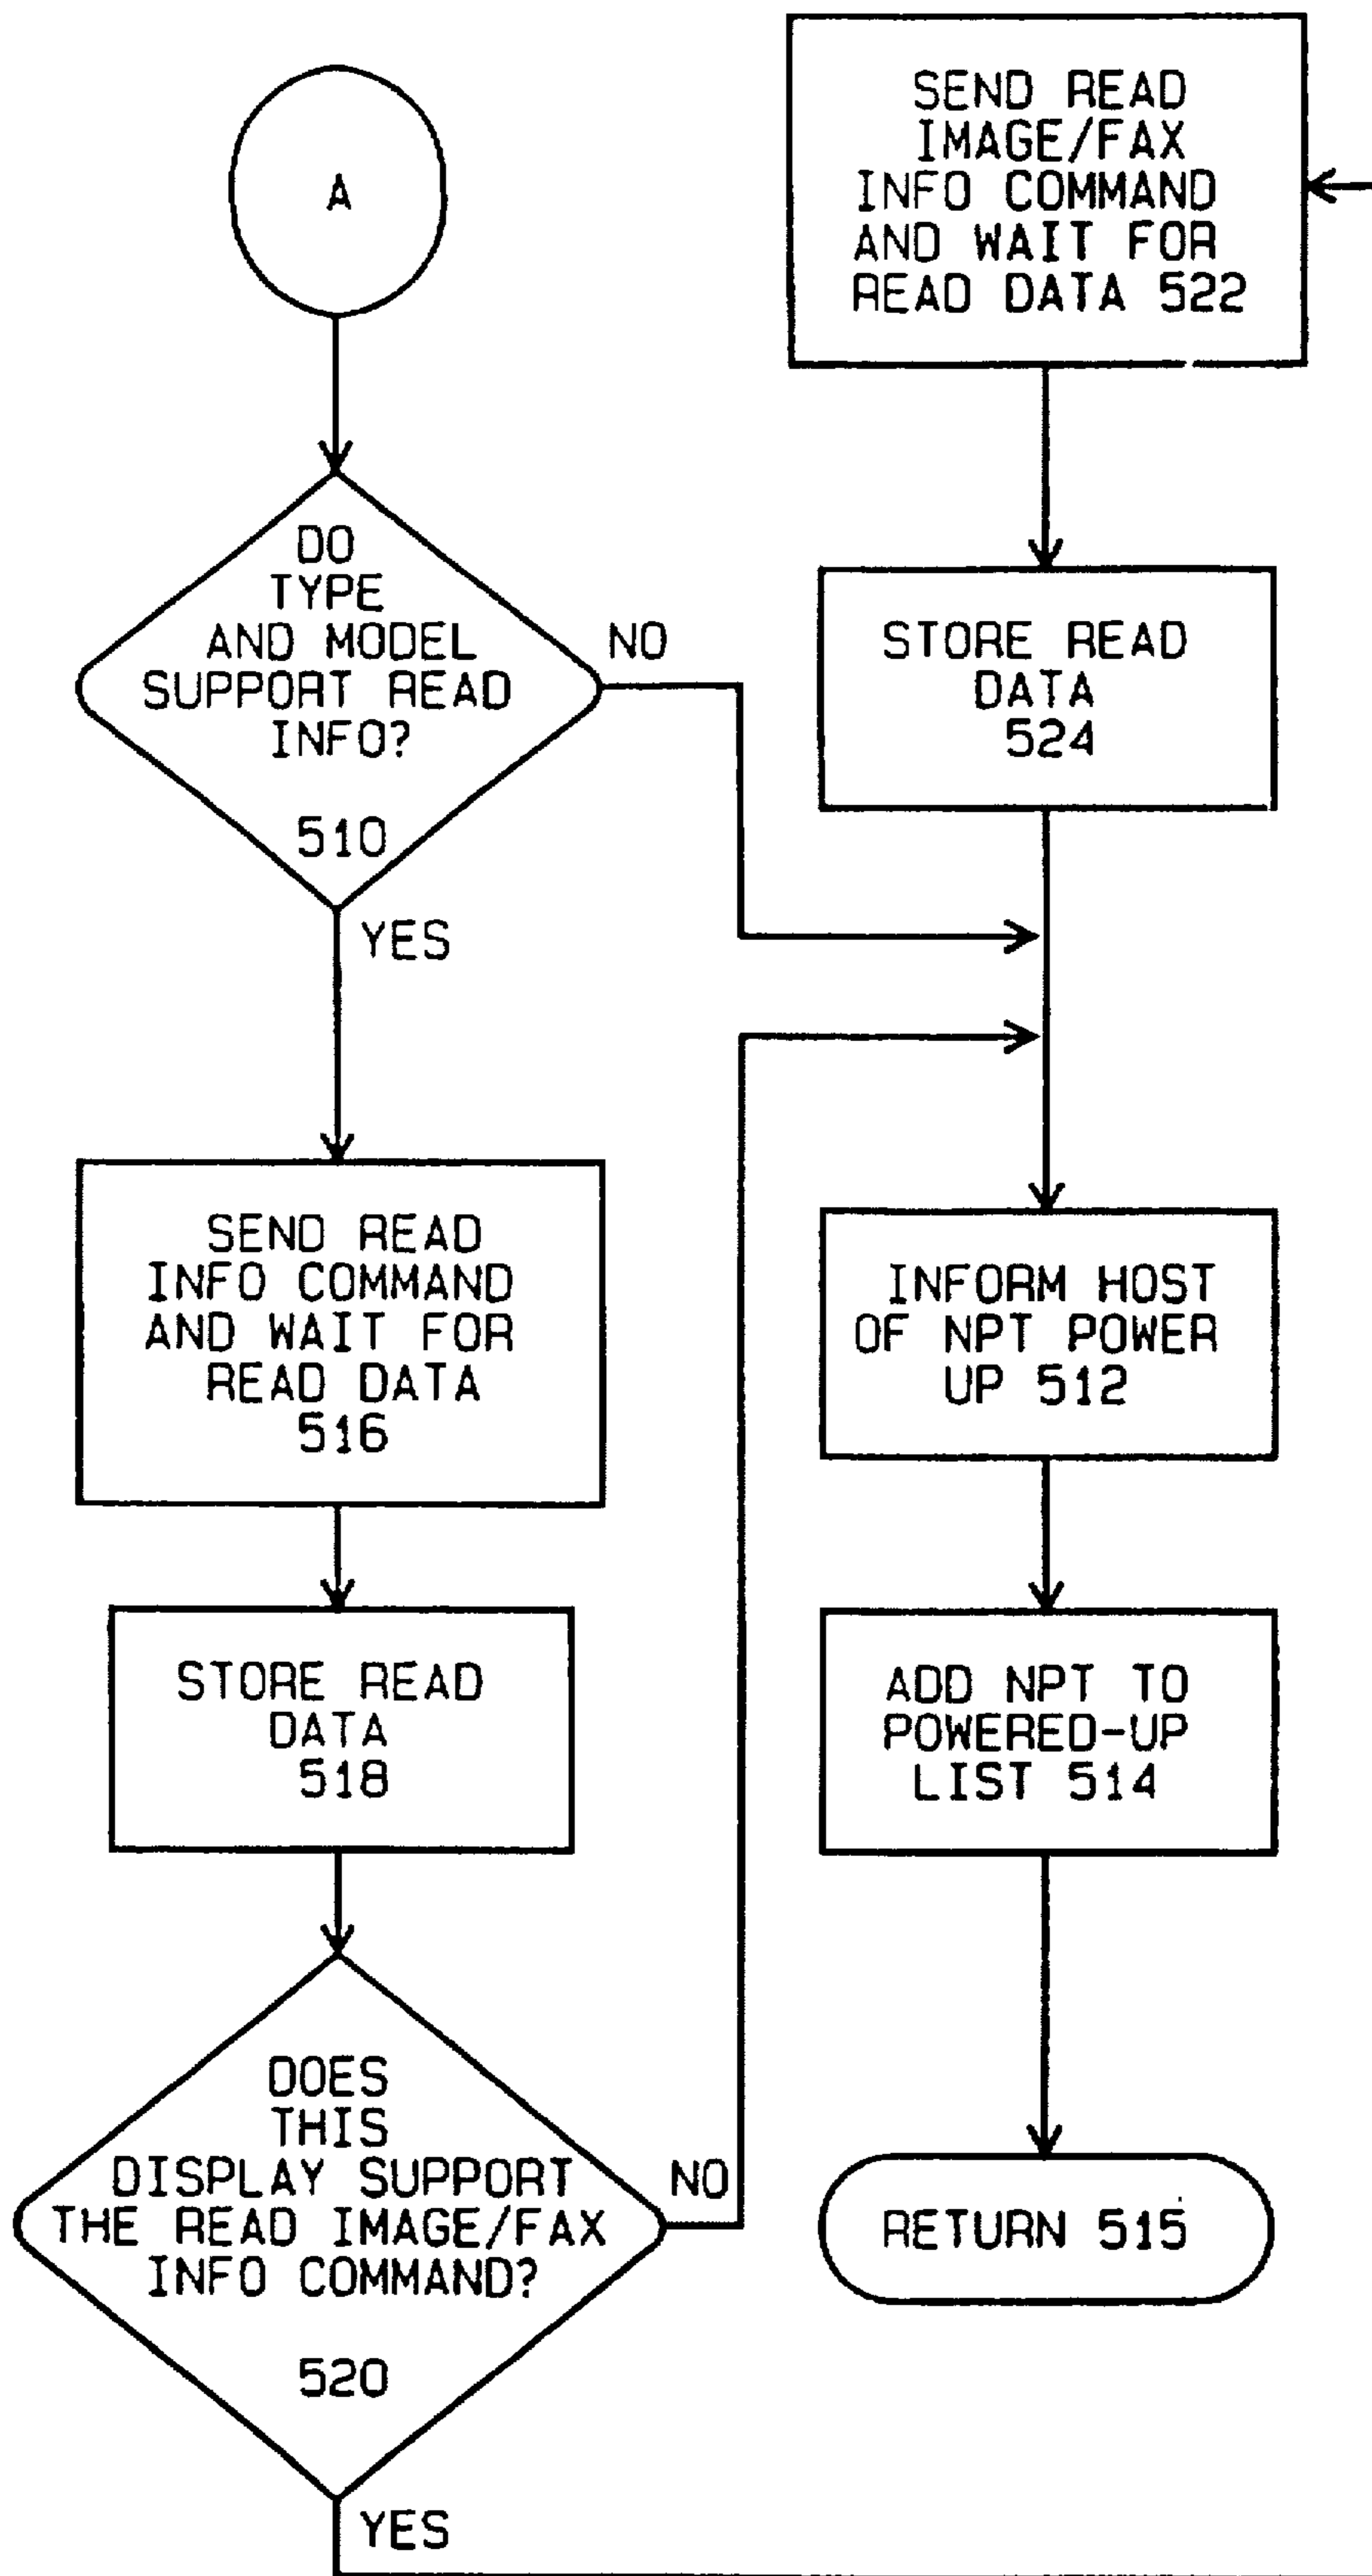 A
DO
TYPE
AND MODEL
SUPPORT READ
INFO?
510
NO
YES
SEND READ
INFO COMMAND
AND WAIT FOR
READ DATA
516
STORE READ
DATA
518
DOES
THIS
DISPLAY SUPPORT
THE READ IMAGE/FAX
INFO COMMAND?
520
NO
YES
SEND READ
IMAGE/FAX
INFO COMMAND
AND WAIT FOR
READ DATA 522
STORE READ
DATA
524
INFORM HOST
OF NPT POWER
UP 512
ADD NPT TO
POWERED-UP
LIST 514
RETURN 515